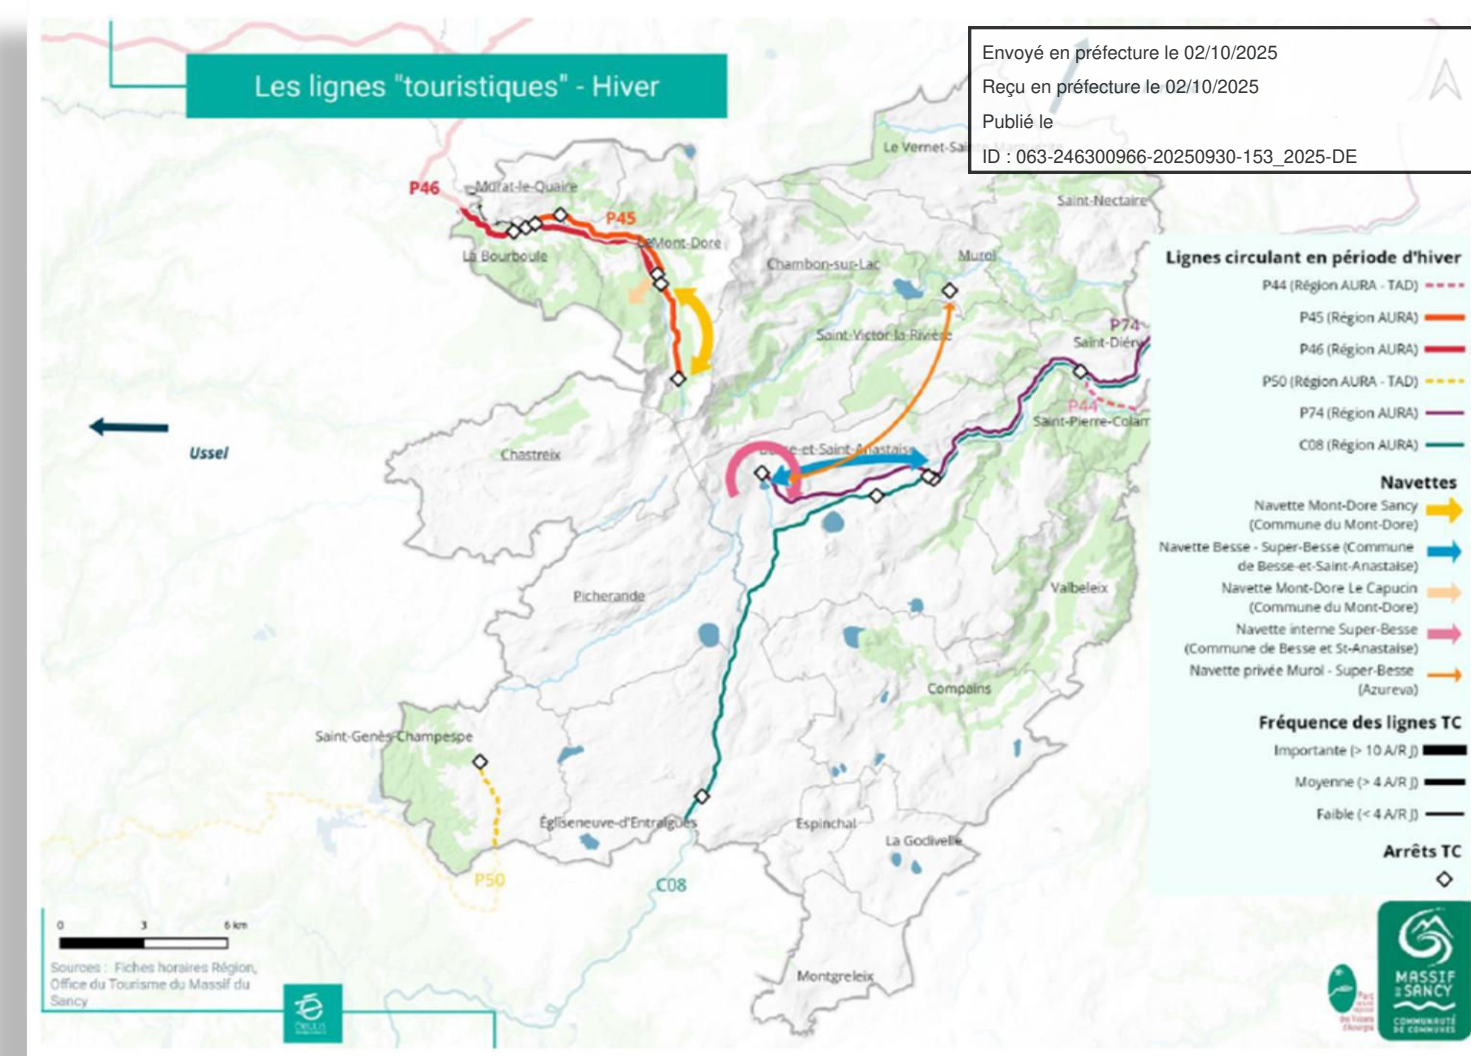 Envoyé en préfecture le 02/10/2025
Reçu en préfecture le 02/10/2025
Publié le
ID : 063-246300966-20250930-153_2025-DE
Les lignes "touristiques" - Hiver
Le Vernet-Sainte
Saint-Nectaire
P46
Murat-le-Quaire
P45
Le Mont-Dore
La Bourboule
Chambon-sur-Lac
Murol
Saint-Victor-la-Rivière
P74
Saint-Diéry
P44
Saint-Pierre-Colam
Ussel
Chastreix
Besse-et-Saint-Anastaise
Picherande
Valbeleix
Compains
Saint-Genès-Champespe
Égliseneuve-d'Entraigues
Espinchal
La Godivelle
P50
C08
Montgreleix
Lignes circulant en période d'hiver
P44 (Région AURA - TAD)
P45 (Région AURA)
P46 (Région AURA)
P50 (Région AURA - TAD)
P74 (Région AURA)
C08 (Région AURA)
Navettes
Navette Mont-Dore Sancy
(Commune du Mont-Dore)
Navette Besse - Super-Besse (Commune
de Besse-et-Saint-Anastaise)
Navette Mont-Dore Le Capucin
(Commune du Mont-Dore)
Navette interne Super-Besse
(Commune de Besse et St-Anastaise)
Navette privée Murol - Super-Besse
(Azureva)
Fréquence des lignes TC
Importante (> 10 A/R J)
Moyenne (> 4 A/R J)
Faible (< 4 A/R J)
Arrêts TC
0 3 6 km
Sources : Fiches horaires Région,
Office du Tourisme du Massif du
Sancy
Parc
des Volcans
d'Auvergne
MASSIF
DU SANCY
COMMUNAUTÉ
DE COMMUNES